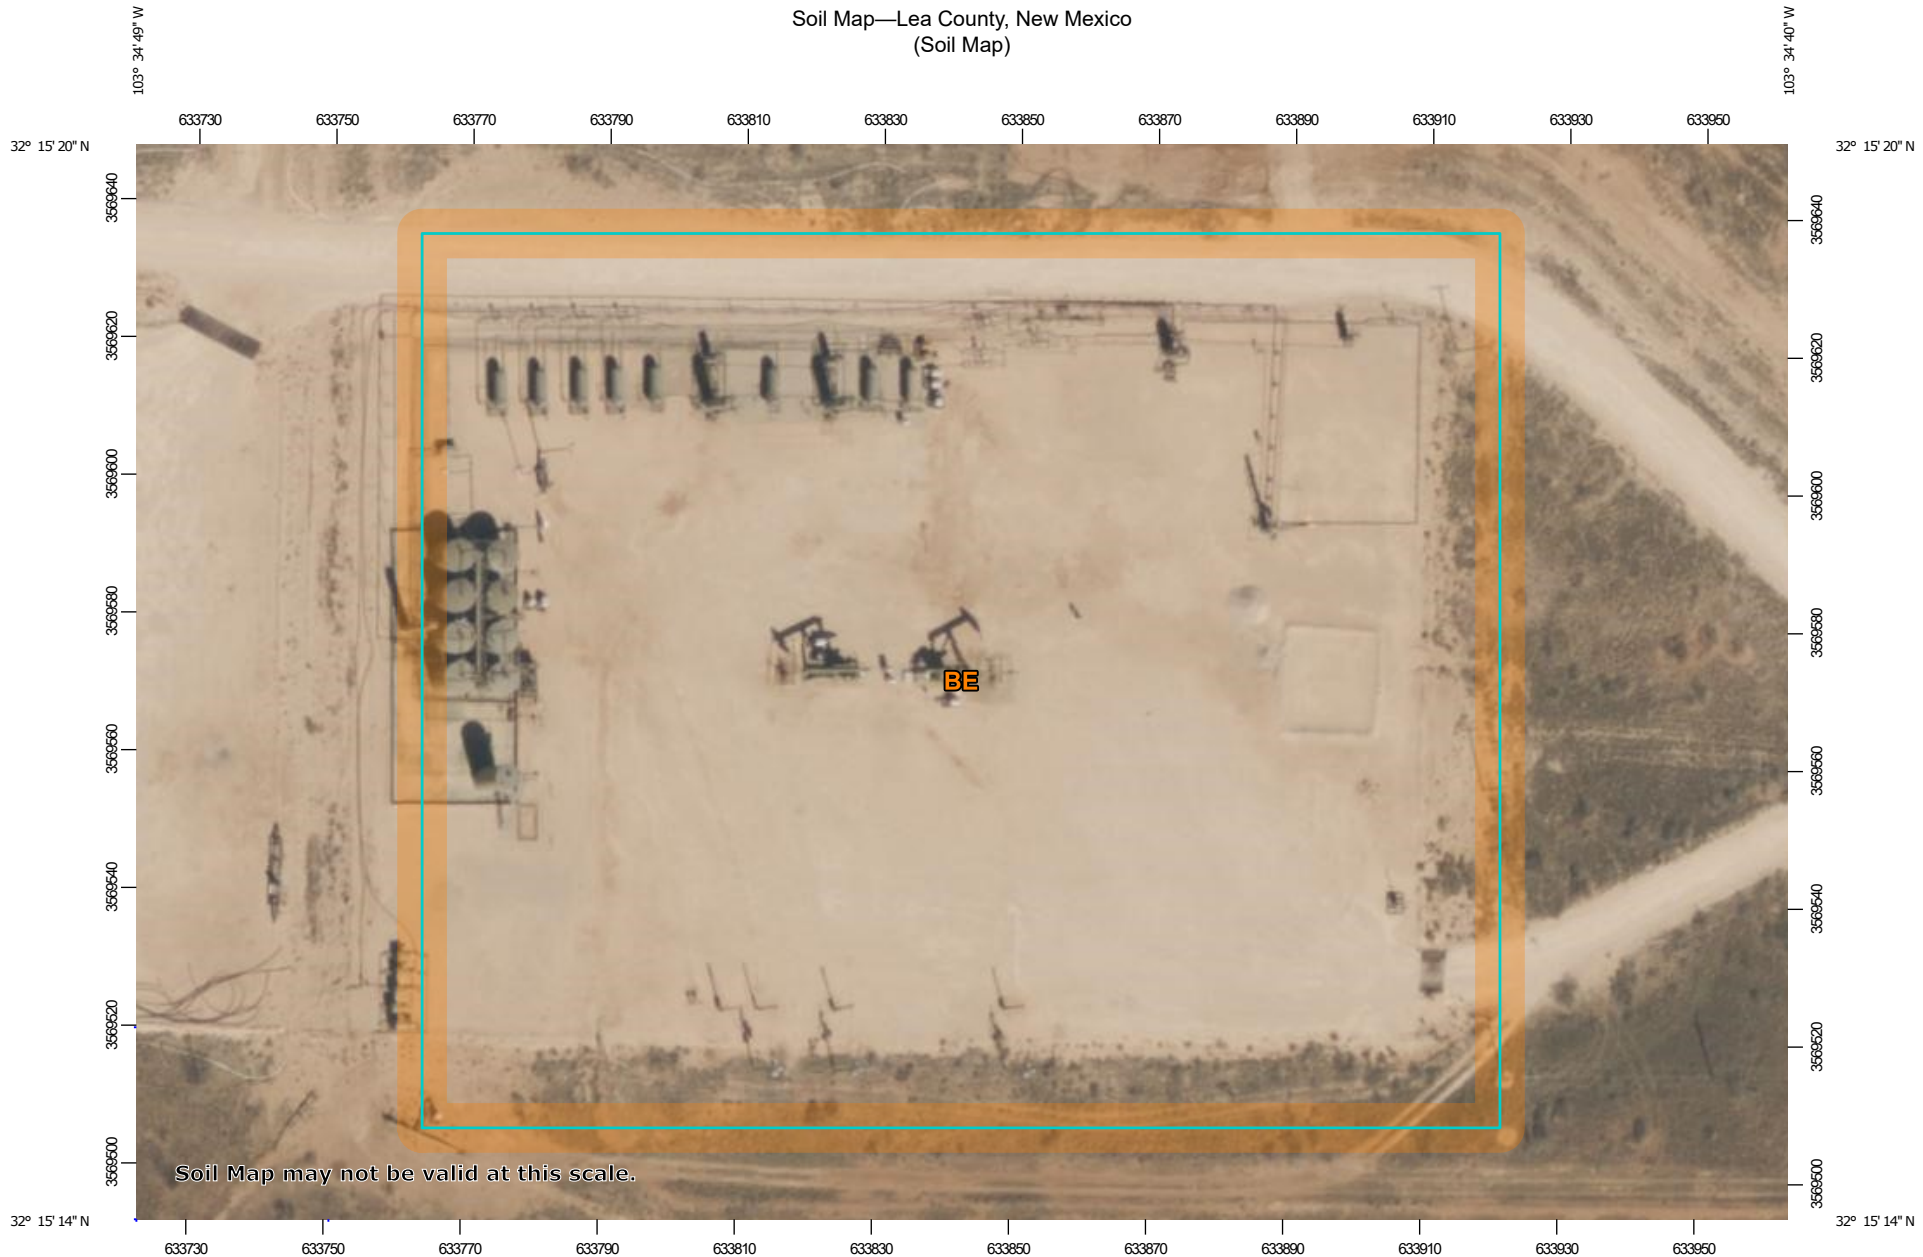 Soil Map—Lea County, New Mexico
(Soil Map)
103° 34' 49'' W
103° 34' 40'' W
633730 633750 633770 633790 633810 633830 633850 633870 633890 633910 633930 633950
32° 15' 20'' N
32° 15' 20'' N
3569640
3569640
3569620
3569620
3569600
3569600
3569580
3569580
BE
3569560
3569560
3569540
3569540
3569520
3569520
3569500
3569500
Soil Map may not be valid at this scale.
32° 15' 14'' N
32° 15' 14'' N
633730 633750 633770 633790 633810 633830 633850 633870 633890 633910 633930 633950